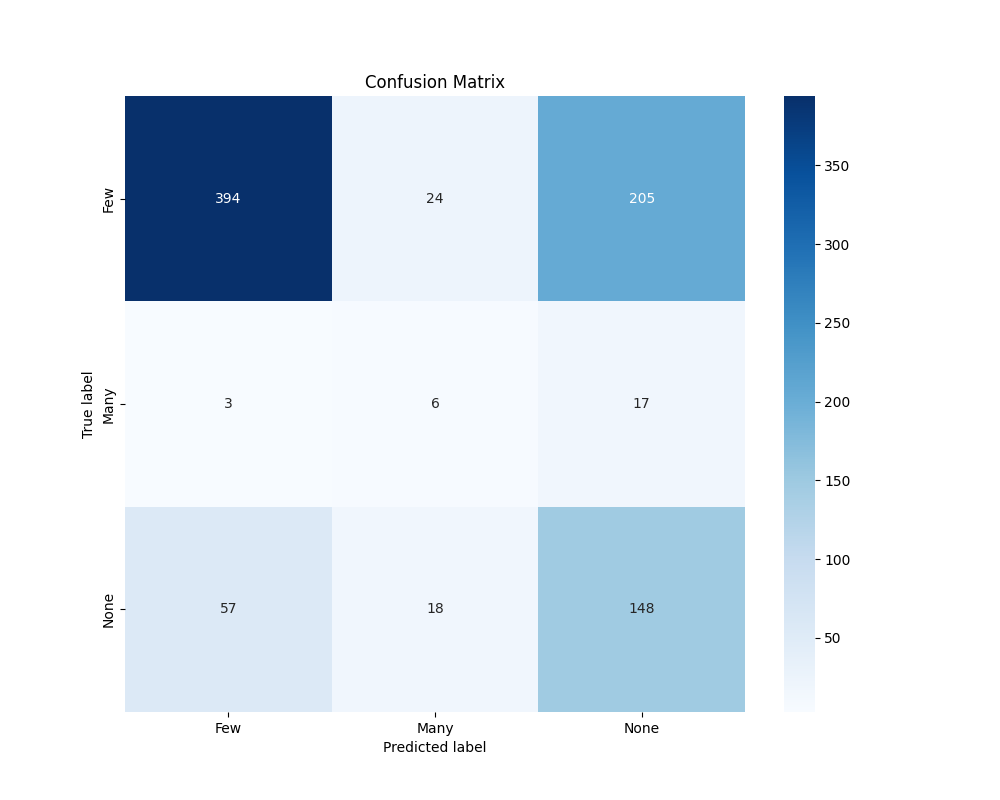 Confusion Matrix
True label
Few
Many
None
394 24 205
3 6 17
57 18 148
Few Many None
Predicted label
350
300
250
200
150
100
50